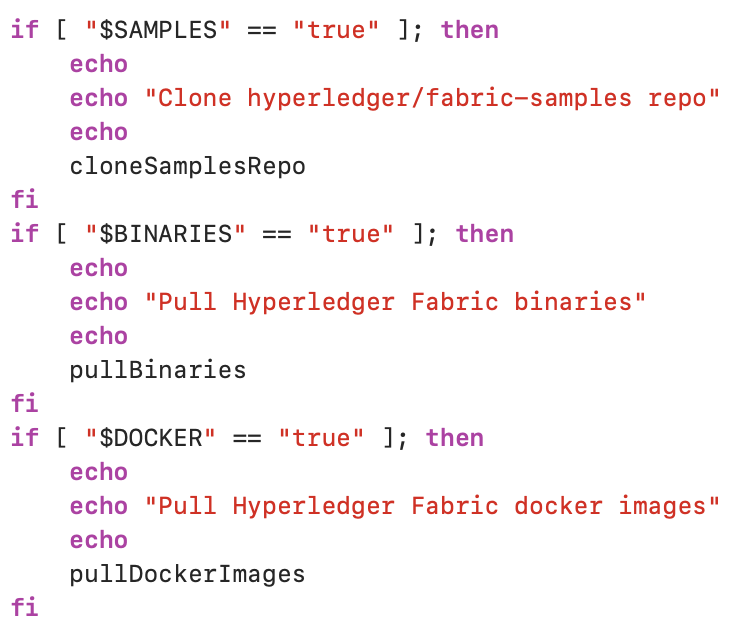 if [ "$SAMPLES" == "true" ]; then
    echo
    echo "Clone hyperledger/fabric-samples repo"
    echo
    cloneSamplesRepo
fi
if [ "$BINARIES" == "true" ]; then
    echo
    echo "Pull Hyperledger Fabric binaries"
    echo
    pullBinaries
fi
if [ "$DOCKER" == "true" ]; then
    echo
    echo "Pull Hyperledger Fabric docker images"
    echo
    pullDockerImages
fi